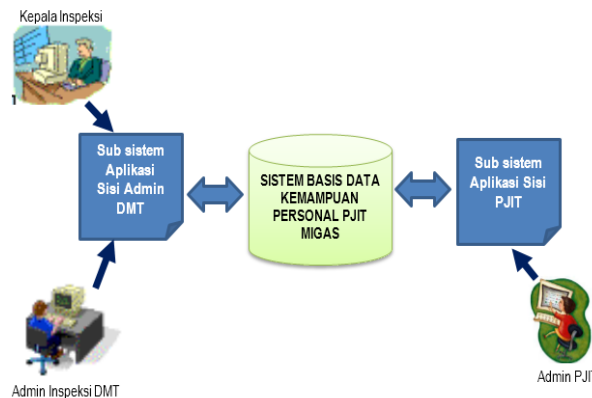 Kepala Inspeksi
1
Sub sistem
Aplikasi
Sisi Admin
DMT
SISTEM BASIS DATA
KEMAMPUAN
PERSONAL PJIT
MIGAS
Sub sistem
Aplikasi Sisi
PJIT
Admin Inspeksi DMT
Admin PJI